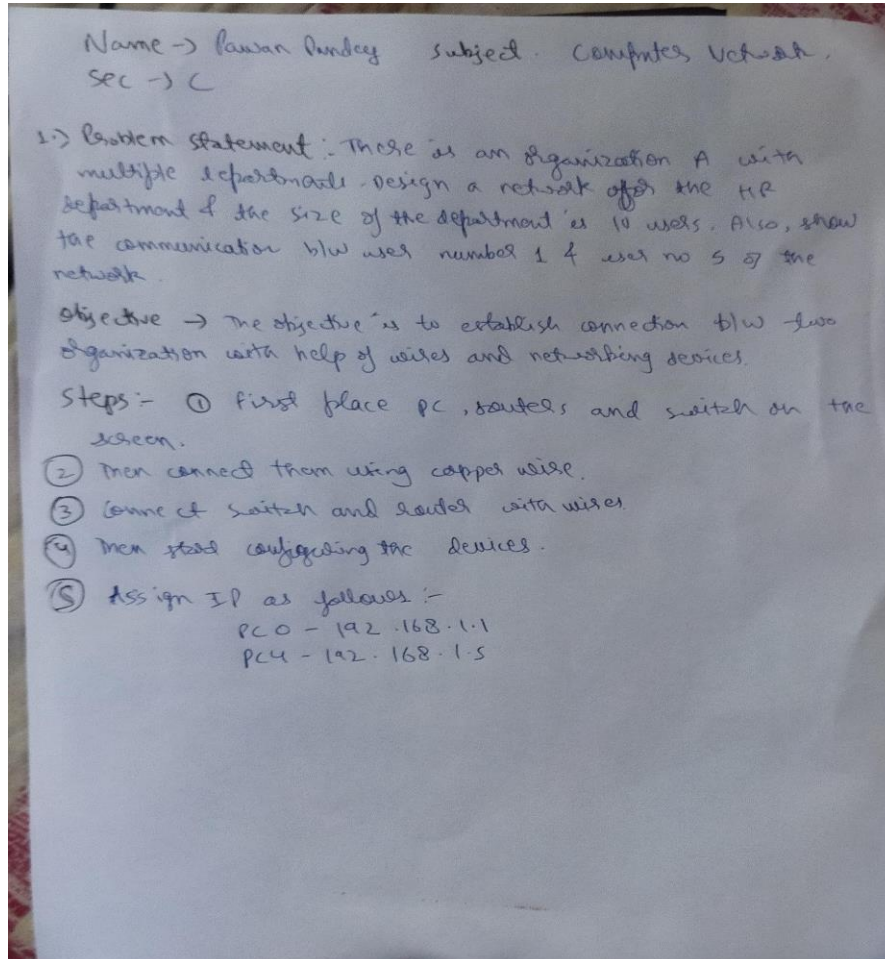 Name -> Pawan Pandey subject. Computer Network.
Sec -> C
1.) Problem statement :- There is an organization A with
multiple departments. Design a network offor the HR
department & the size of the department is 10 users. Also, show
the communication b/w user number 1 & user no 5 of the
network.
Objective -> The objective is to establish connection b/w two
organization with help of wires and networking devices.
Steps:- ① First place PC, routers and switch on the
screen.
② Then connect them using copper wire.
③ Connect switch and router with wires.
④ Then start configuring the devices.
⑤ Assign IP as follows :-
PC0 - 192.168.1.1
PC4 - 192.168.1.5